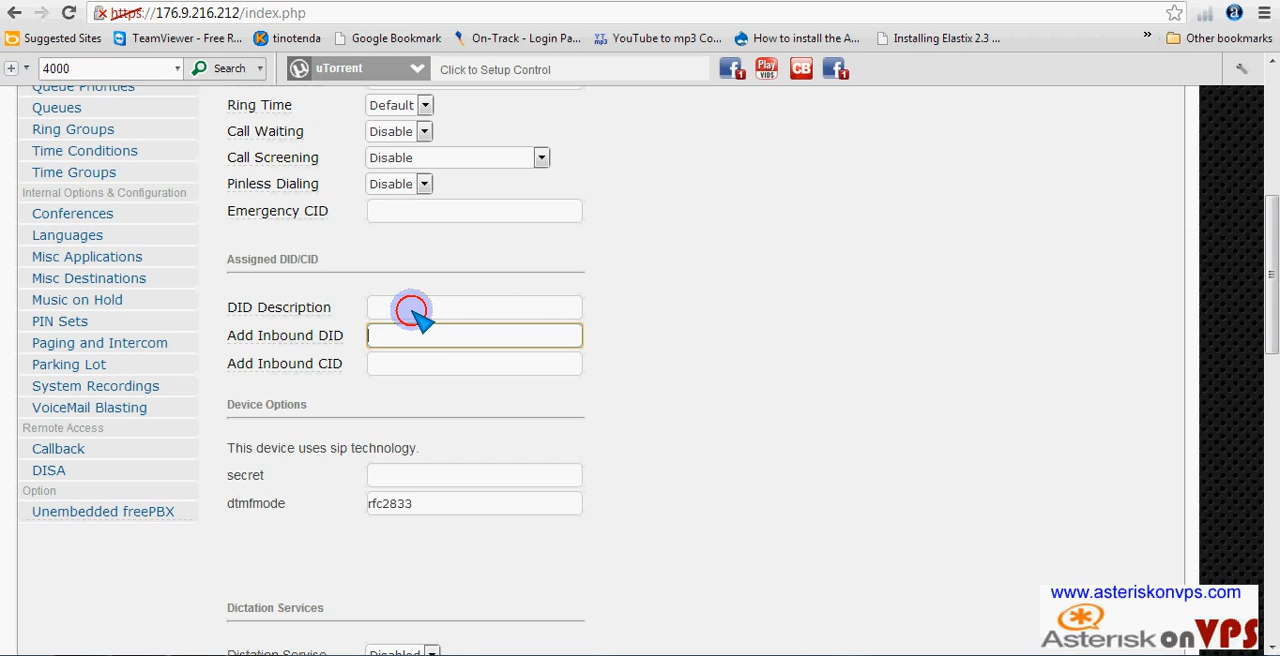 https://176.9.216.212/index.php
Suggested Sites TeamViewer - Free R... tinotenda Google Bookmark On-Track - Login Pa... YouTube to mp3 Co... How to install the A... Installing Elastix 2.3 ... » Other bookmarks
4000 Search uTorrent Click to Setup Control 1 Play VIDS CB 1
Queue Priorities
Queues
Ring Groups
Time Conditions
Time Groups
Internal Options & Configuration
Conferences
Languages
Misc Applications
Misc Destinations
Music on Hold
PIN Sets
Paging and Intercom
Parking Lot
System Recordings
VoiceMail Blasting
Remote Access
Callback
DISA
Option
Unembedded freePBX
Ring Time Default
Call Waiting Disable
Call Screening Disable
Pinless Dialing Disable
Emergency CID
Assigned DID/CID
DID Description
Add Inbound DID
Add Inbound CID
Device Options
This device uses sip technology.
secret
dtmfmode rfc2833
Dictation Services
Dictation Service Disabled
www.asteriskonvps.com
Asterisk on VPS